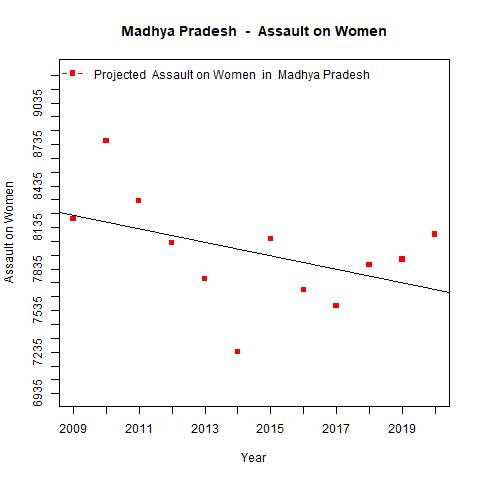 Madhya Pradesh  -  Assault on Women
Projected  Assault on Women  in  Madhya Pradesh
Assault on Women
9035
8735
8435
8135
7835
7535
7235
6935
2009 2011 2013 2015 2017 2019
Year